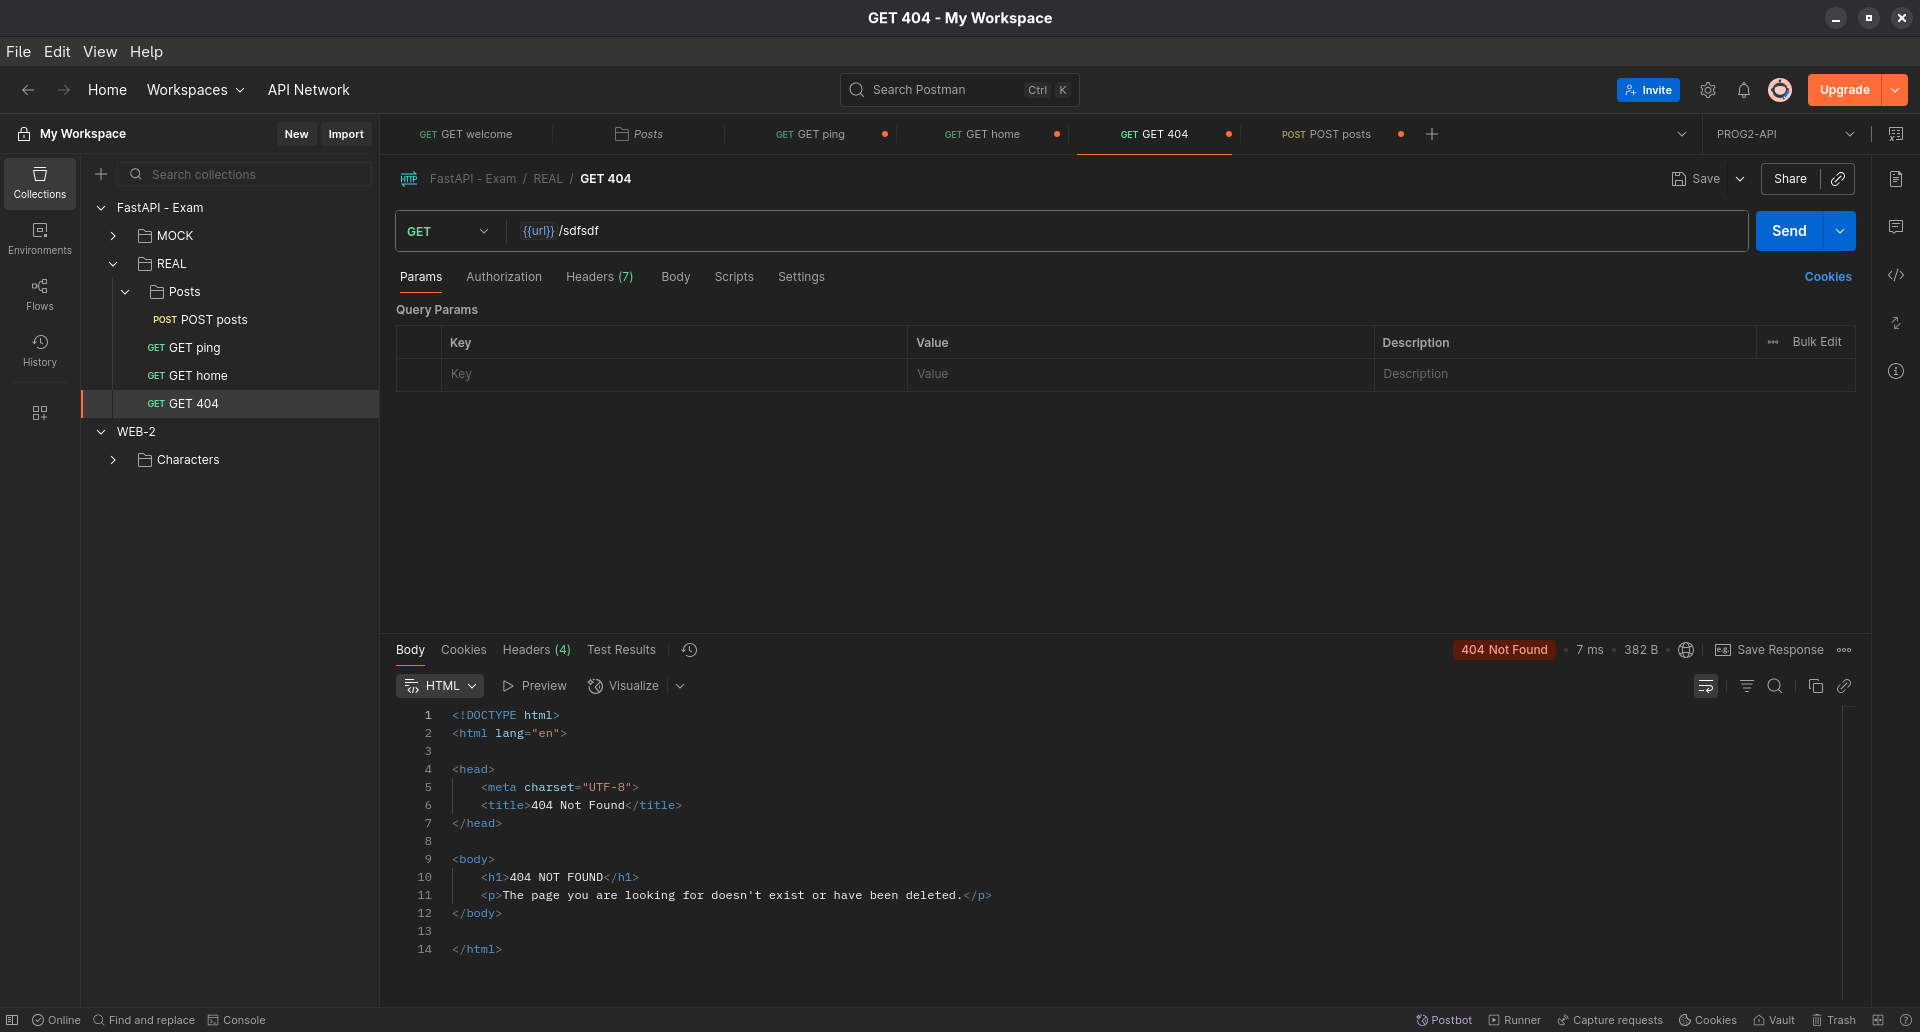 GET 404 - My Workspace
File Edit View Help
Home Workspaces API Network
Search Postman Ctrl K
Invite
Upgrade
My Workspace
New Import
GET GET welcome
Posts
GET GET ping
GET GET home
GET GET 404
POST POST posts
PROG2-API
Collections
Environments
Flows
History
Search collections
FastAPI - Exam
MOCK
REAL
Posts
POST POST posts
GET GET ping
GET GET home
GET GET 404
WEB-2
Characters
HTTP FastAPI - Exam / REAL / GET 404
Save
Share
GET {{url}} /sdfsdf
Send
Params Authorization Headers (7) Body Scripts Settings
Cookies
Query Params
Key Value Description Bulk Edit
Key Value Description
Body Cookies Headers (4) Test Results
404 Not Found • 7 ms • 382 B
e.g. Save Response
HTML Preview Visualize
1 <!DOCTYPE html>
2 <html lang="en">
3
4 <head>
5 <meta charset="UTF-8">
6 <title>404 Not Found</title>
7 </head>
8
9 <body>
10 <h1>404 NOT FOUND</h1>
11 <p>The page you are looking for doesn't exist or have been deleted.</p>
12 </body>
13
14 </html>
Online Find and replace Console
Postbot Runner Capture requests Cookies Vault Trash